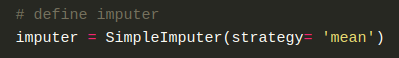 # define imputer
imputer = SimpleImputer(strategy= 'mean')